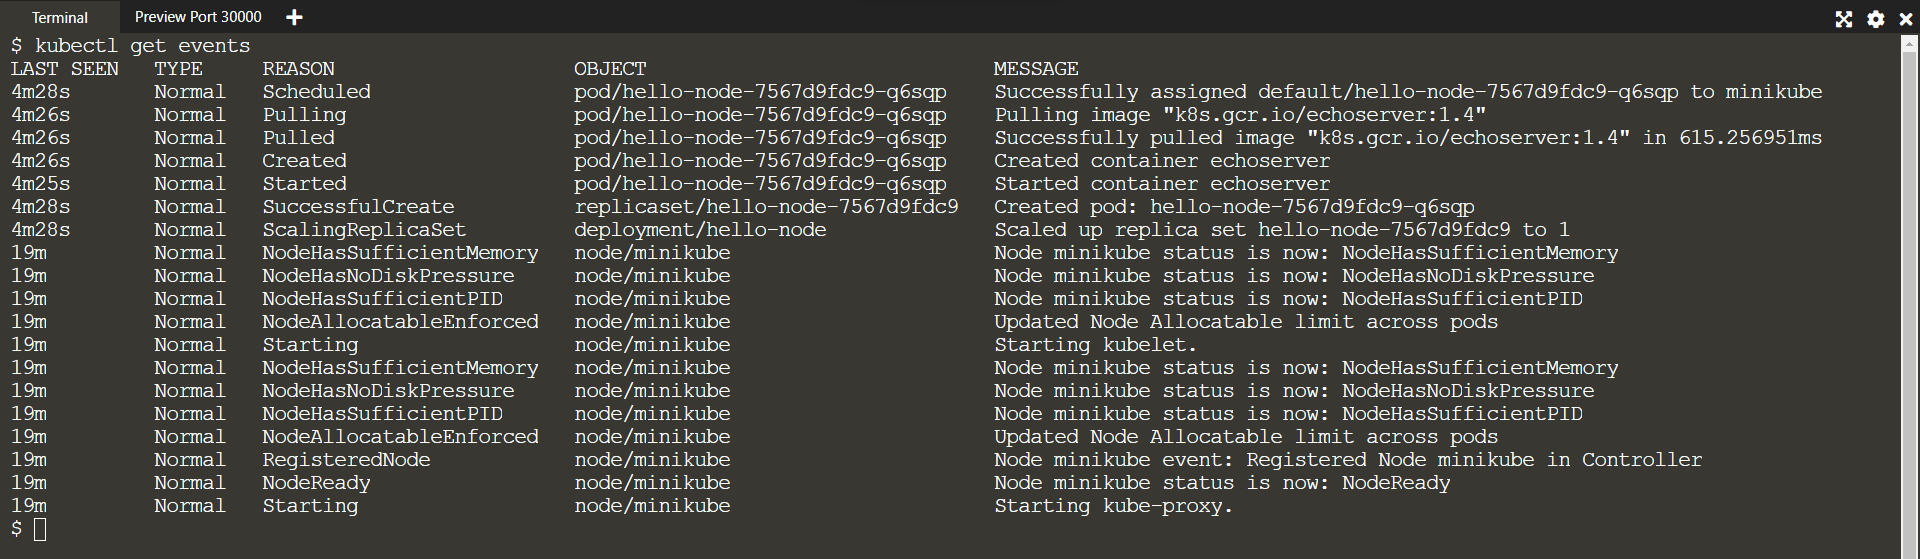 Terminal Preview Port 30000 +
$ kubectl get events
LAST SEEN TYPE REASON OBJECT MESSAGE
4m28s Normal Scheduled pod/hello-node-7567d9fdc9-q6sqp Successfully assigned default/hello-node-7567d9fdc9-q6sqp to minikube
4m26s Normal Pulling pod/hello-node-7567d9fdc9-q6sqp Pulling image "k8s.gcr.io/echoserver:1.4"
4m26s Normal Pulled pod/hello-node-7567d9fdc9-q6sqp Successfully pulled image "k8s.gcr.io/echoserver:1.4" in 615.256951ms
4m26s Normal Created pod/hello-node-7567d9fdc9-q6sqp Created container echoserver
4m25s Normal Started pod/hello-node-7567d9fdc9-q6sqp Started container echoserver
4m28s Normal SuccessfulCreate replicaset/hello-node-7567d9fdc9 Created pod: hello-node-7567d9fdc9-q6sqp
4m28s Normal ScalingReplicaSet deployment/hello-node Scaled up replica set hello-node-7567d9fdc9 to 1
19m Normal NodeHasSufficientMemory node/minikube Node minikube status is now: NodeHasSufficientMemory
19m Normal NodeHasNoDiskPressure node/minikube Node minikube status is now: NodeHasNoDiskPressure
19m Normal NodeHasSufficientPID node/minikube Node minikube status is now: NodeHasSufficientPID
19m Normal NodeAllocatableEnforced node/minikube Updated Node Allocatable limit across pods
19m Normal Starting node/minikube Starting kubelet.
19m Normal NodeHasSufficientMemory node/minikube Node minikube status is now: NodeHasSufficientMemory
19m Normal NodeHasNoDiskPressure node/minikube Node minikube status is now: NodeHasNoDiskPressure
19m Normal NodeHasSufficientPID node/minikube Node minikube status is now: NodeHasSufficientPID
19m Normal NodeAllocatableEnforced node/minikube Updated Node Allocatable limit across pods
19m Normal RegisteredNode node/minikube Node minikube event: Registered Node minikube in Controller
19m Normal NodeReady node/minikube Node minikube status is now: NodeReady
19m Normal Starting node/minikube Starting kube-proxy.
$